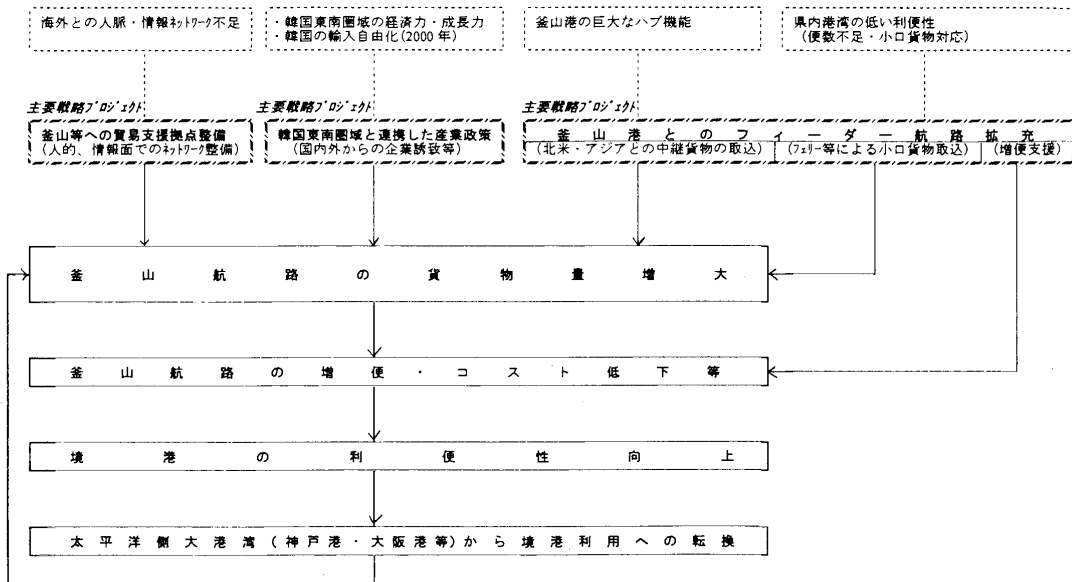 海外との人脈・情報ネットワーク不足
・韓国東南圏域の経済力・成長力
・韓国の輸入自由化(2000年)
釜山港の巨大なハブ機能
県内港湾の低い利便性
(便数不足・小口貨物対応)
主要戦略プロジェクト
主要戦略プロジェクト
主要戦略プロジェクト
釜山等への貿易支援拠点整備
(人的、情報面でのネットワーク整備)
韓国東南圏域と連携した産業政策
(国内外からの企業誘致等)
釜山港とのフィーダー航路拡充
(北米・アジアとの中継貨物の取込)
(フェリー等による小口貨物取込)
(増便支援)
釜山航路の貨物量増大
釜山航路の増便・コスト低下等
境港の利便性向上
太平洋側大港湾(神戸港・大阪港等)から境港利用への転換